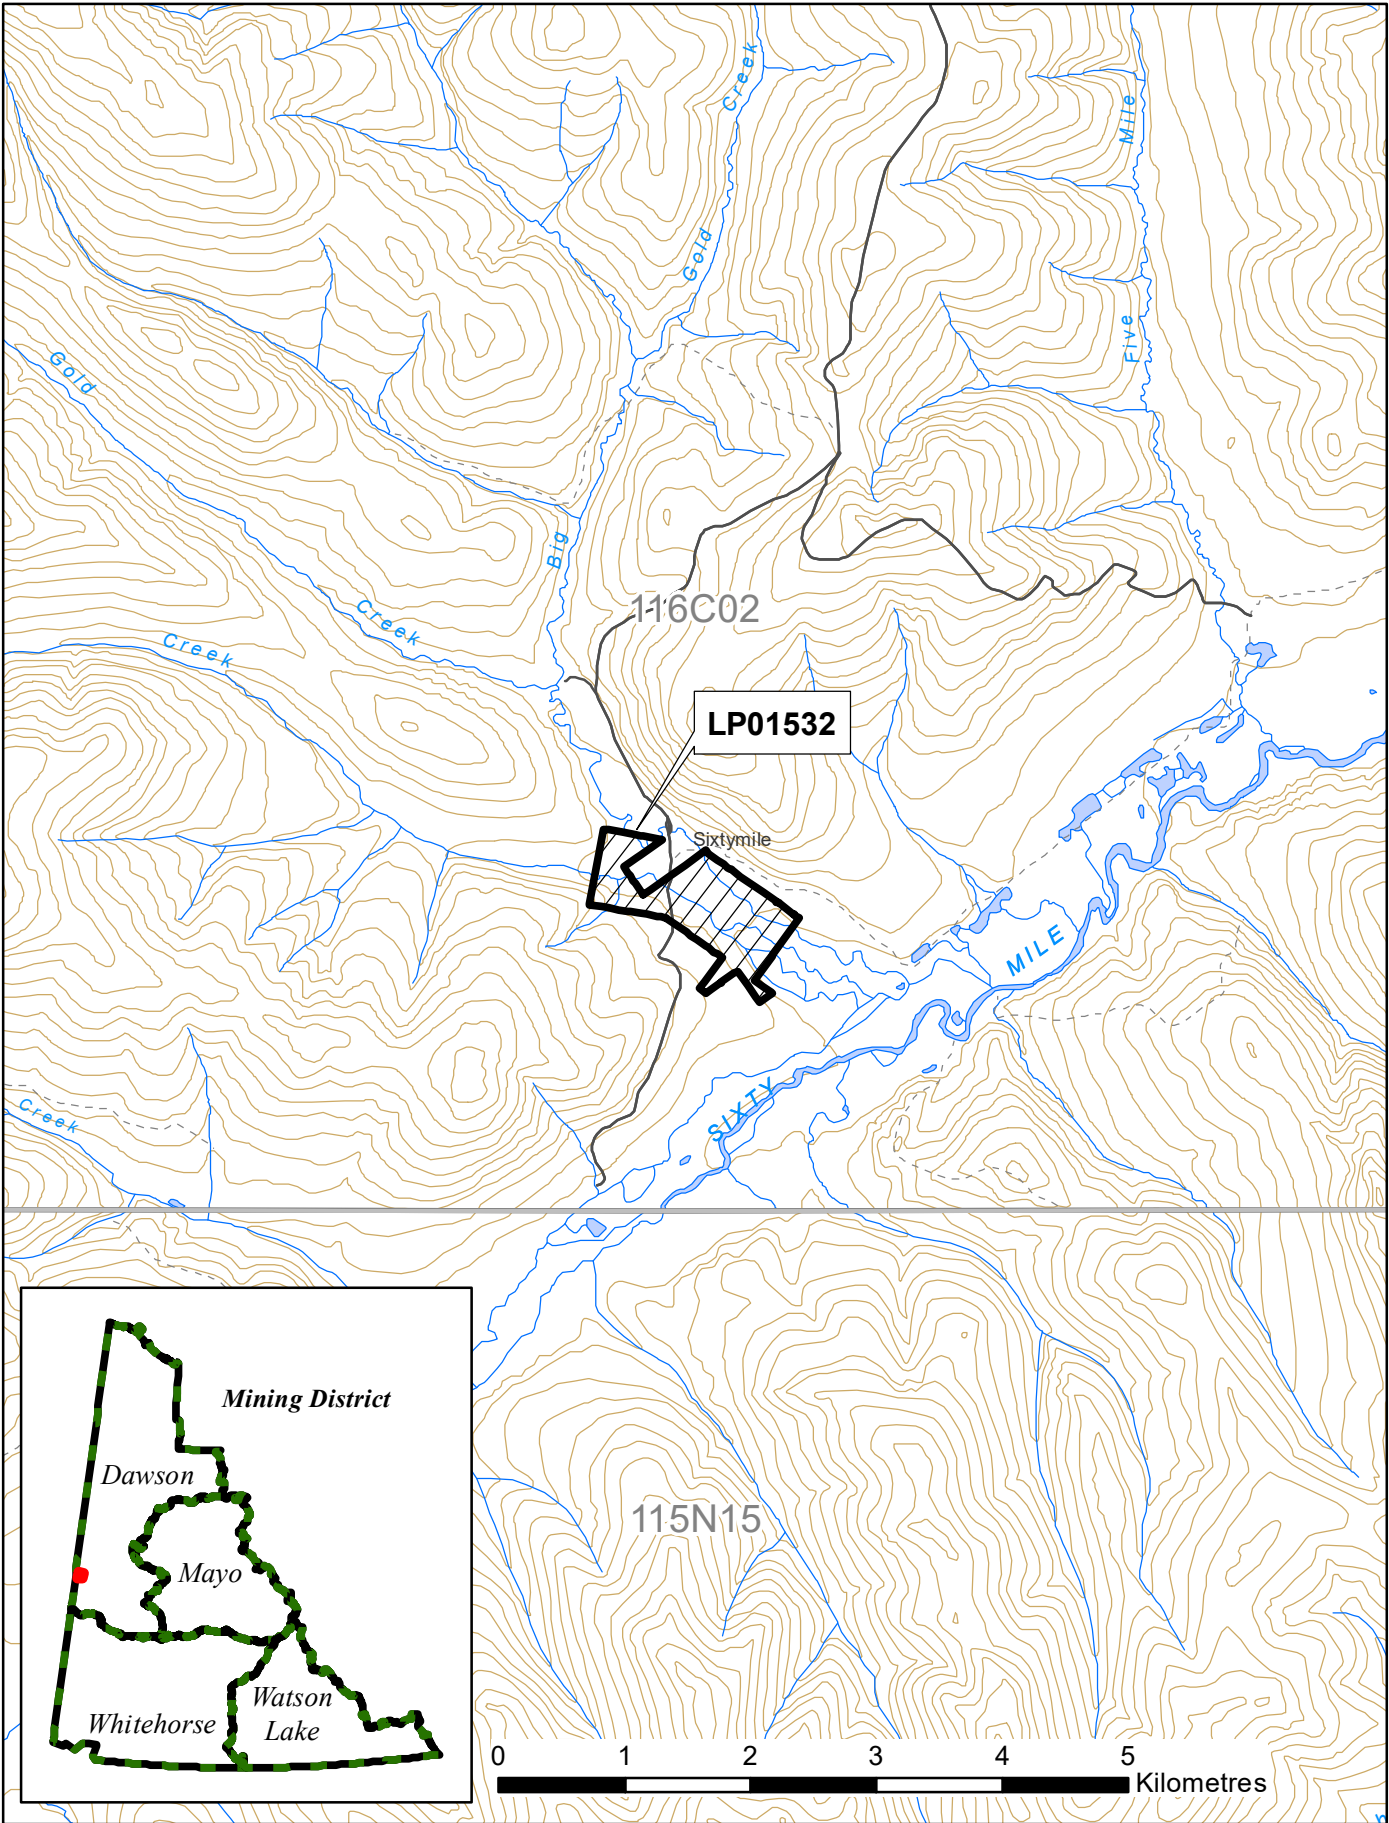 Creek
Gold
Mile
Five
Gold
Big
Creek
Creek
116C02
LP01532
Sixtymile
MILE
SIXTY
Creek
Mining District
Dawson
Mayo
Watson
Lake
Whitehorse
115N15
0 1 2 3 4 5
Kilometres